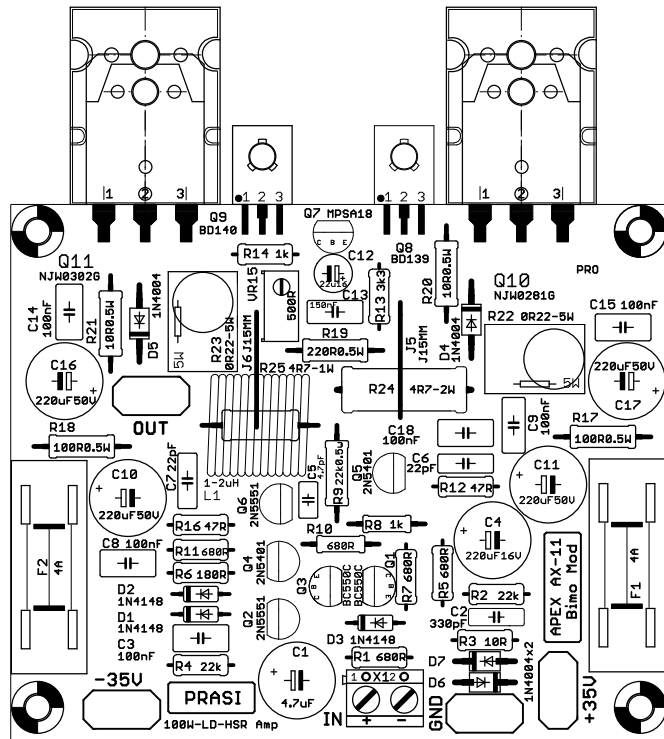 1 2 3
1 2 3
1 2 3
1 2 3
Q9
BD140
Q7 MPSA18
C B E
Q8
BD139
Q11
NJW0302G
R14 1k
C12
22u16
R20
10R0.5W
PRO
Q10
NJW0281G
C14
100nF
R21
10R0.5W
1N4004
D5
5W
R23
0R22-5W
VR15
500R
150nF
C13
R13 3k3
D4
1N4004
R22 0R22-5W
5W
C15 100nF
J6 J15MM
R19
220R0.5W
J5
J15MM
C16
220uF50V
+
+
220uF50V
C17
R25 4R7-1W
R24 4R7-2W
OUT
R18
100R0.5W
C18
100nF
C9
100nF
R17
100R0.5W
C10
220uF50V
C7 22pF
1-2uH
L1
C5
4.7pF
R9 22k0.5W
Q5
2N5401
C6
22pF
R12 47R
C11
+
220uF50V
Q6
2N5551
R16 47R
R8 1k
R10
680R
C4
220uF16V
+
C8 100nF
R11 680R
R6 180R
Q4
2N5401
Q3
C B E
BC550C
BC550C
C B E
Q1
R7 680R
R5 680R
F2
4A
4A
F1
APEX AX-11
Bimo Mod
D2
1N4148
D1
1N4148
Q2
2N5551
R2 22k
C2
330pF
C3
100nF
D3 1N4148
R3 10R
R4 22k
C1
+
4.7uF
R1 680R
D7
D6
1N4004x2
-35V
PRASI
100W-LD-HSR Amp
1 X1 2
IN + -
GND
+35V